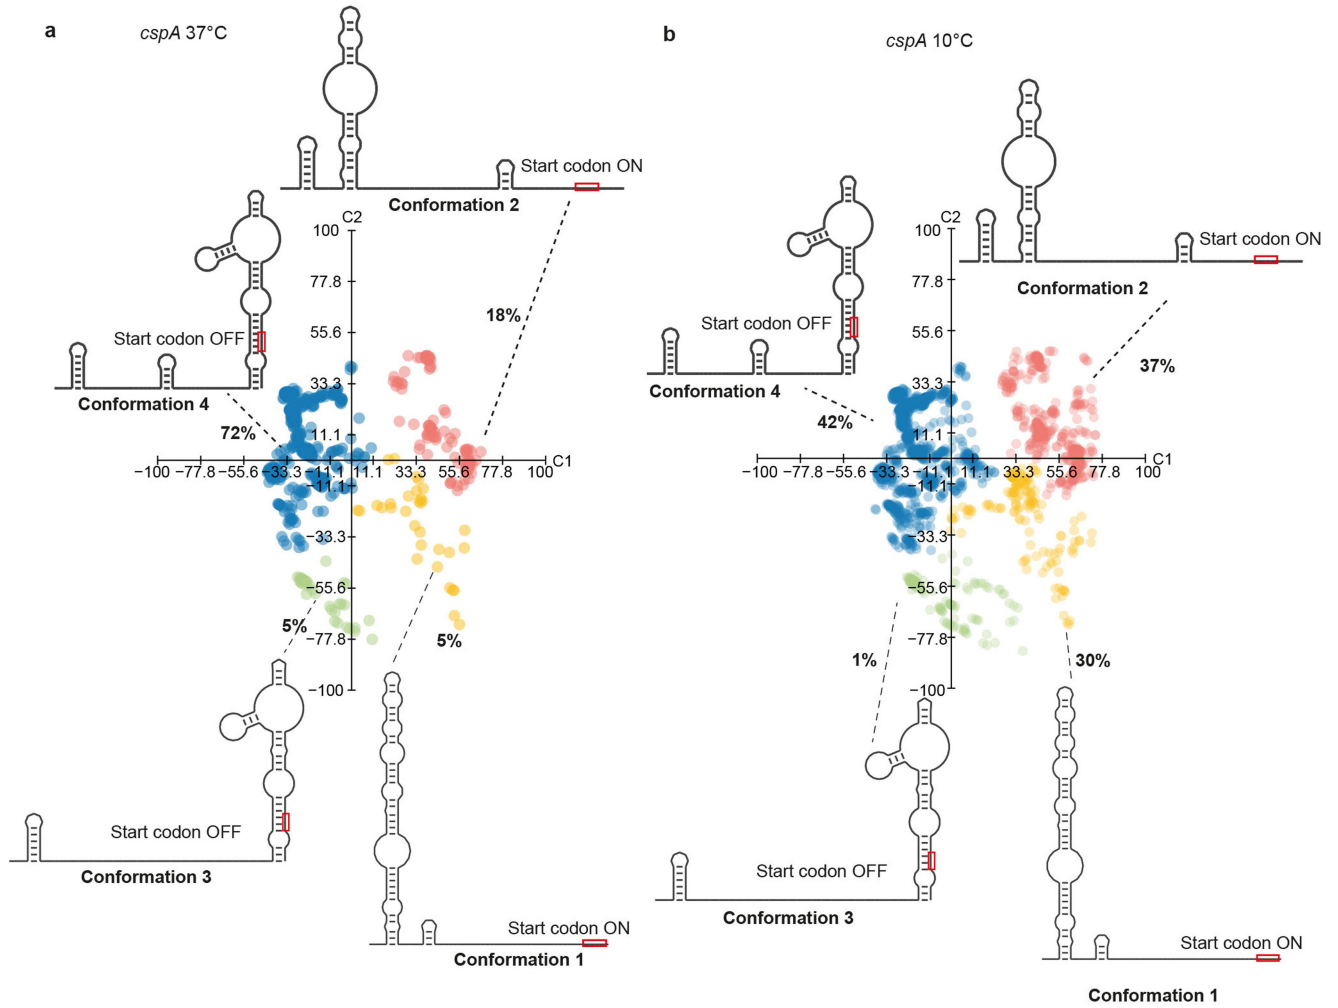 a
cspA 37°C
Start codon ON
Conformation 2
C2
100
77.8
55.6
33.3
11.1
−11.1
−33.3
−55.6
−77.8
−100
−100 −77.8 −55.6 −33.3 −11.1 11.1 33.3 55.6 77.8 100
C1
Start codon OFF
Conformation 4
72%
18%
5%
5%
Start codon OFF
Conformation 3
Start codon ON
Conformation 1
b
cspA 10°C
Start codon ON
Conformation 2
C2
100
77.8
55.6
33.3
11.1
−11.1
−33.3
−55.6
−77.8
−100
−100 −77.8 −55.6 −33.3 −11.1 11.1 33.3 55.6 77.8 100
C1
Start codon OFF
Conformation 4
42%
37%
1%
30%
Start codon OFF
Conformation 3
Start codon ON
Conformation 1